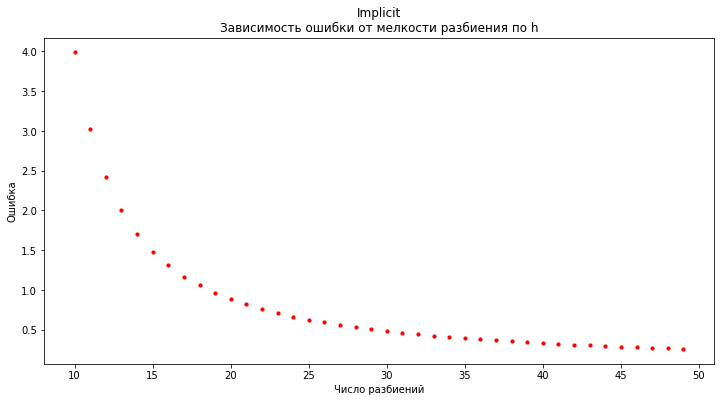 Implicit
Зависимость ошибки от мелкости разбиения по h
4.0
3.5
3.0
2.5
2.0
1.5
1.0
0.5
Ошибка
10 15 20 25 30 35 40 45 50
Число разбиений